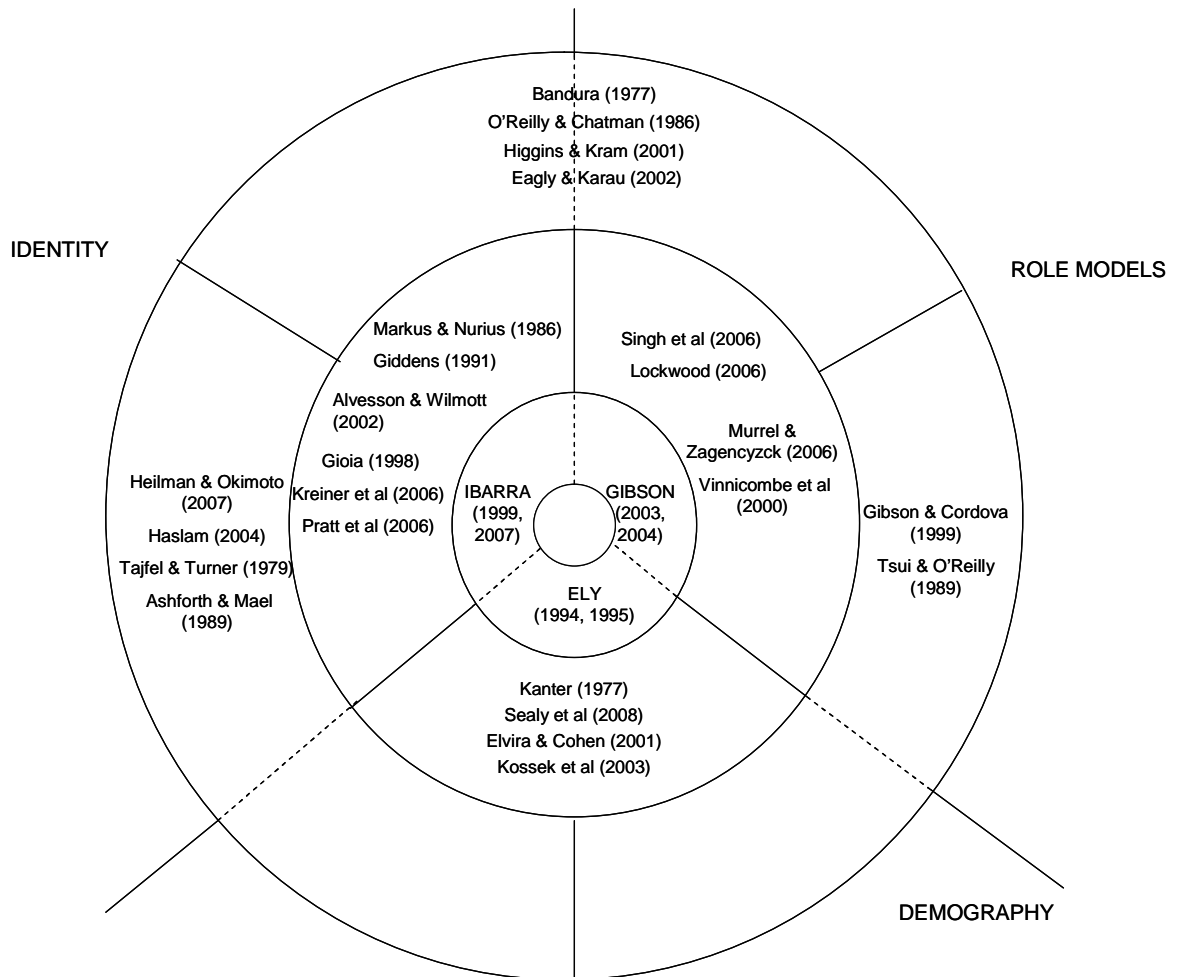 Bandura (1977)
O'Reilly & Chatman (1986)
Higgins & Kram (2001)
Eagly & Karau (2002)
IDENTITY
ROLE MODELS
Markus & Nurius (1986)
Giddens (1991)
Alvesson & Wilmott
(2002)
Gioia (1998)
Kreiner et al (2006)
Pratt et al (2006)
Singh et al (2006)
Lockwood (2006)
Murrel &
Zagencyzck (2006)
Vinnicombe et al
(2000)
Heilman & Okimoto
(2007)
Haslam (2004)
Tajfel & Turner (1979)
Ashforth & Mael
(1989)
IBARRA
(1999,
2007)
GIBSON
(2003,
2004)
ELY
(1994, 1995)
Gibson & Cordova
(1999)
Tsui & O'Reilly
(1989)
Kanter (1977)
Sealy et al (2008)
Elvira & Cohen (2001)
Kossek et al (2003)
DEMOGRAPHY